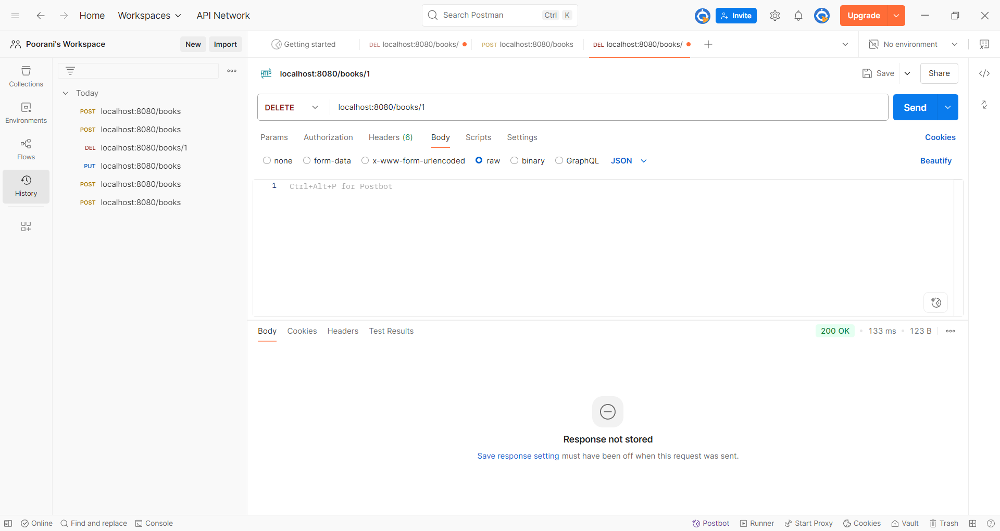 Home Workspaces API Network Search Postman Ctrl K Invite Upgrade
Poorani's Workspace New Import Getting started DEL localhost:8080/books/ POST localhost:8080/books DEL localhost:8080/books/ No environment
HTTP localhost:8080/books/1 Save Share
Collections
Environments
Flows
History
Today
POST localhost:8080/books
POST localhost:8080/books
DEL localhost:8080/books/1
PUT localhost:8080/books
POST localhost:8080/books
POST localhost:8080/books
DELETE localhost:8080/books/1 Send
Params Authorization Headers (6) Body Scripts Settings Cookies
none form-data x-www-form-urlencoded raw binary GraphQL JSON Beautify
1 Ctrl+Alt+P for Postbot
Body Cookies Headers Test Results 200 OK 133 ms 123 B
Response not stored
Save response setting must have been off when this request was sent.
Online Find and replace Console Postbot Runner Start Proxy Cookies Vault Trash